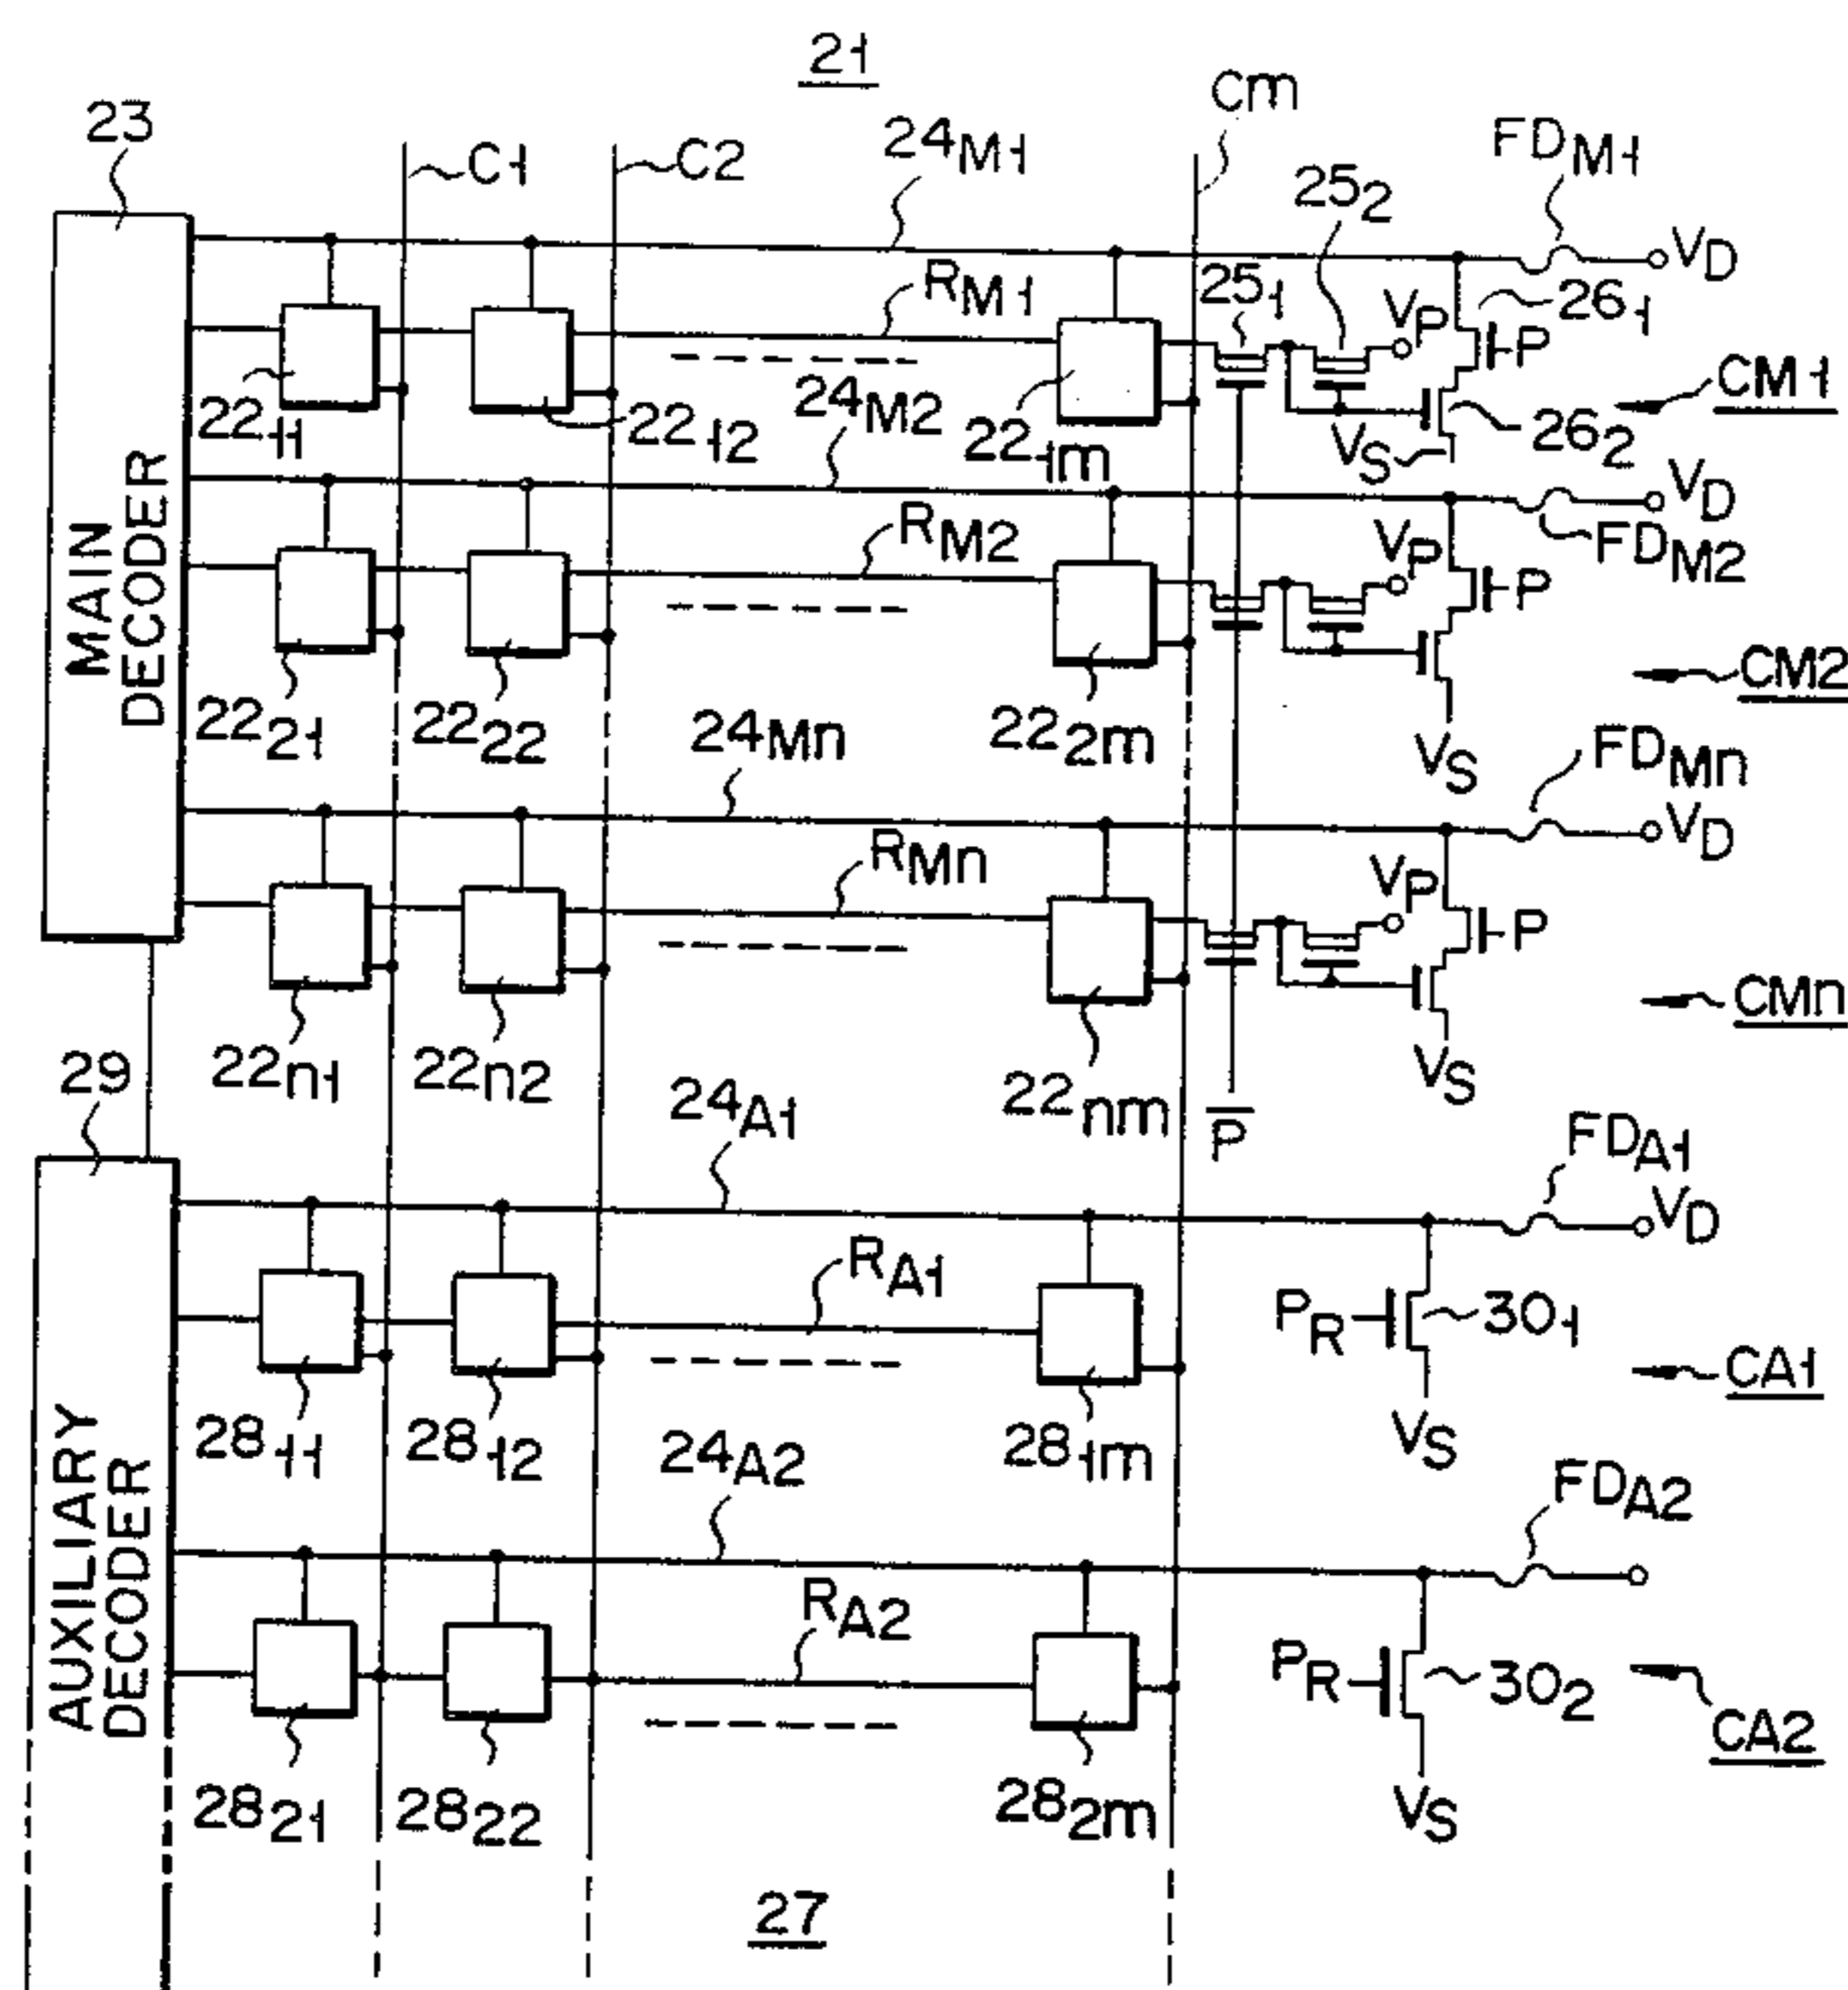 21
23
C1
C2
24M1
Cm
252
FDM1
VD
RM1
251
VP
261
P
CM1
2211
2212
24M2
221m
VS
262
VD
MAIN DECODER
RM2
VP
FDM2
P
CM2
2221
2222
24Mn
222m
VS
FDMn
VD
RMn
VP
P
CMn
29
22n1
22n2
24A1
22nm
P̅
VS
FDA1
VD
RA1
PR
301
CA1
2811
2812
24A2
281m
VS
FDA2
AUXILIARY DECODER
RA2
PR
302
CA2
2821
2822
282m
VS
27